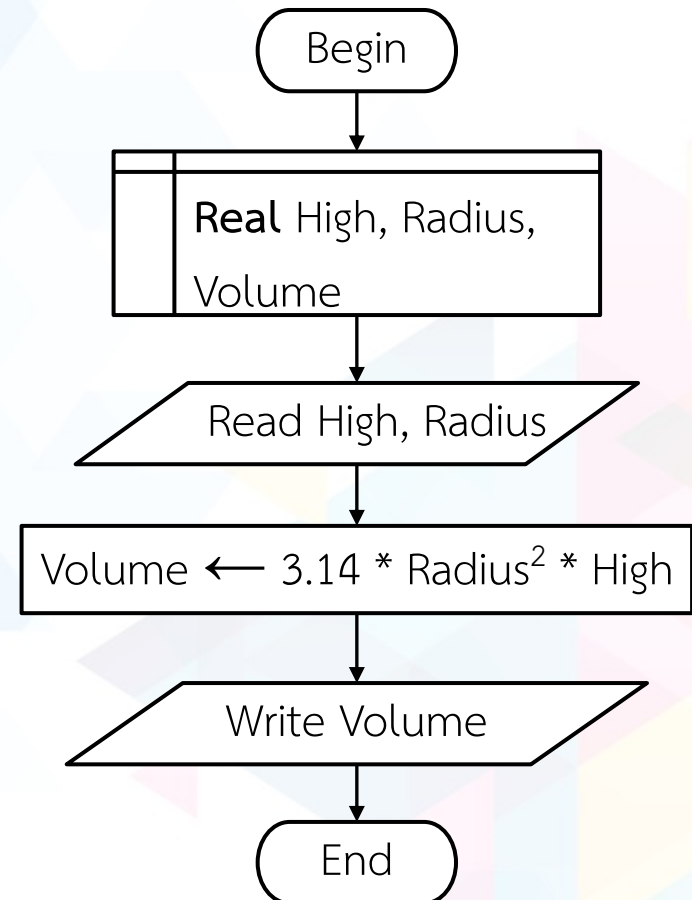 Begin
Real High, Radius,
Volume
Read High, Radius
Volume ← 3.14 * Radius² * High
Write Volume
End